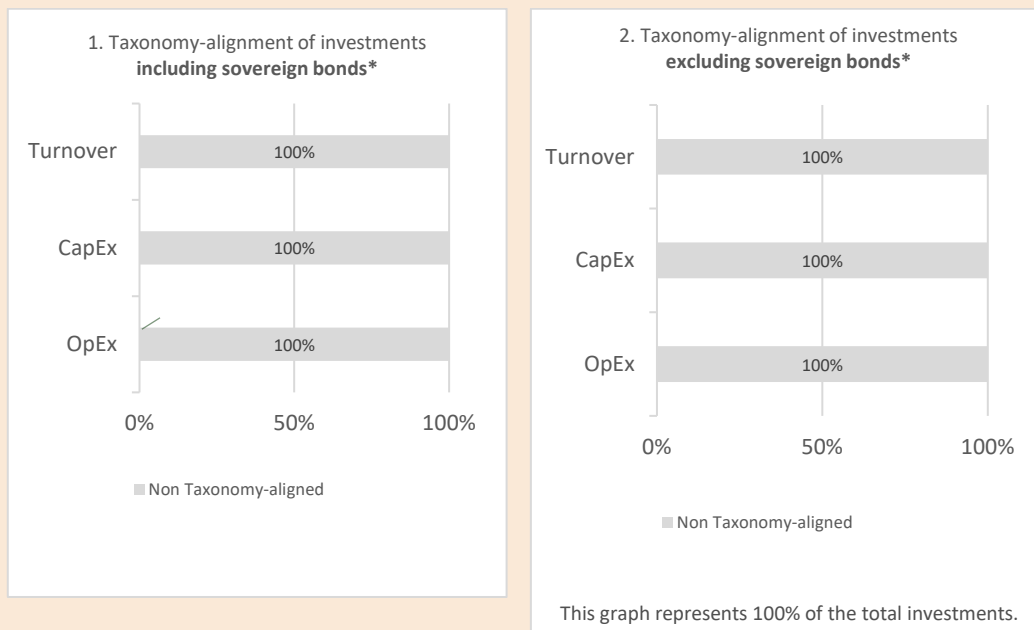 1. Taxonomy-alignment of investments
including sovereign bonds*
Turnover
100%
CapEx
100%
OpEx
100%
0%
50%
100%
Non Taxonomy-aligned
2. Taxonomy-alignment of investments
excluding sovereign bonds*
Turnover
100%
CapEx
100%
OpEx
100%
0%
50%
100%
Non Taxonomy-aligned
This graph represents 100% of the total investments.